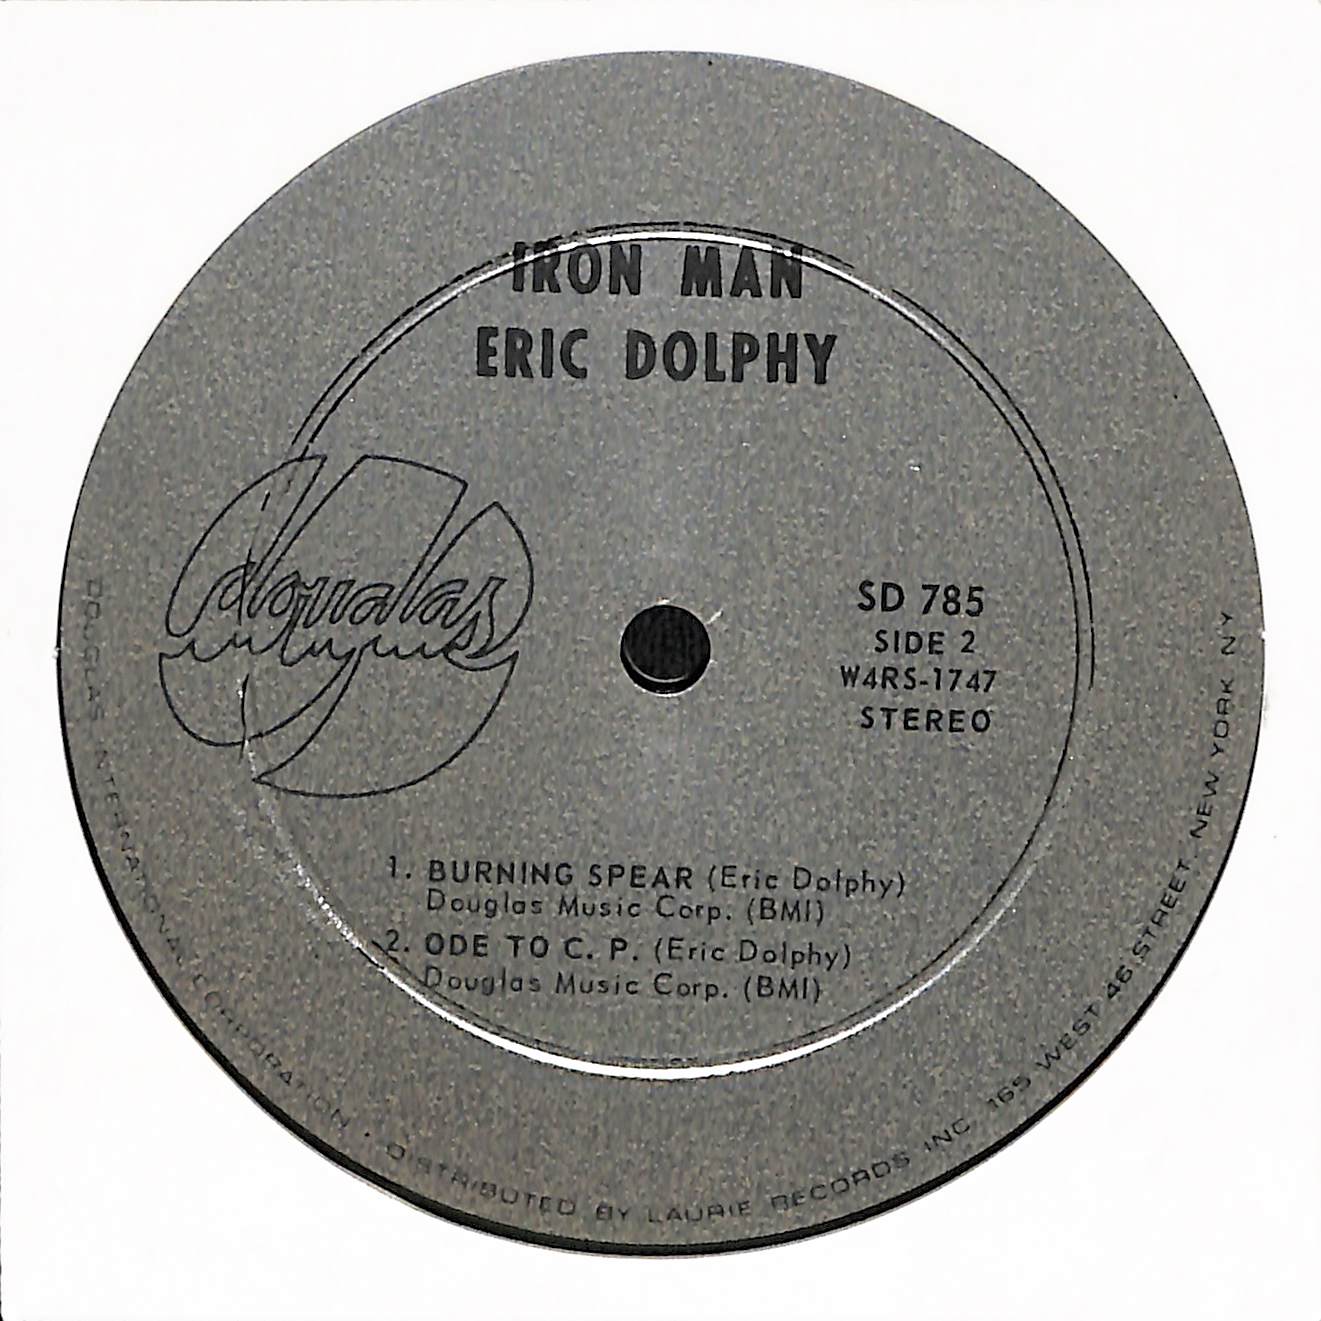 IRON MAN
ERIC DOLPHY
douglas
SD 785
SIDE 2
W4RS-1747
STEREO
1. BURNING SPEAR (Eric Dolphy)
Douglas Music Corp. (BMI)
2. ODE TO C. P. (Eric Dolphy)
Douglas Music Corp. (BMI)
DOUGLAS INTERNATIONAL CORPORATION · DISTRIBUTED BY LAURIE RECORDS INC. 165 WEST 46 STREET, NEW YORK NY